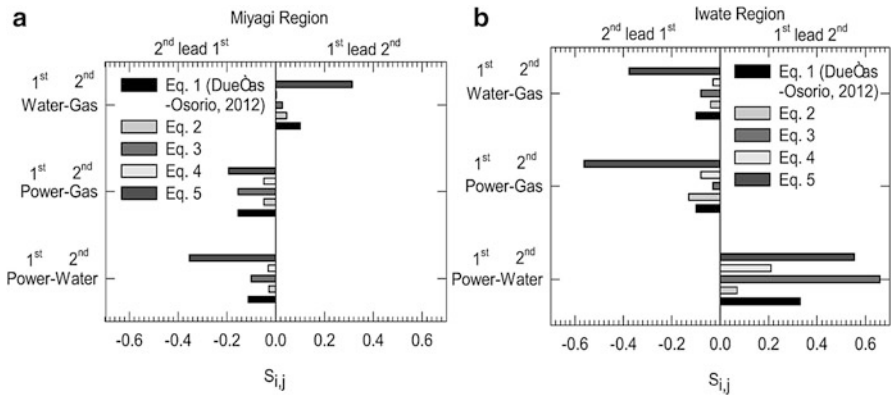 a
Miyagi Region
2nd lead 1st 1st lead 2nd
1st 2nd
Water-Gas
1st 2nd
Power-Gas
1st 2nd
Power-Water
Eq. 1 (DueÒas
-Osorio, 2012)
Eq. 2
Eq. 3
Eq. 4
Eq. 5
-0.6 -0.4 -0.2 0.0 0.2 0.4 0.6
Si,j
b
Iwate Region
2nd lead 1st 1st lead 2nd
1st 2nd
Water-Gas
1st 2nd
Power-Gas
1st 2nd
Power-Water
Eq. 1 (DueÒas
-Osorio, 2012)
Eq. 2
Eq. 3
Eq. 4
Eq. 5
-0.6 -0.4 -0.2 0.0 0.2 0.4 0.6
Si,j